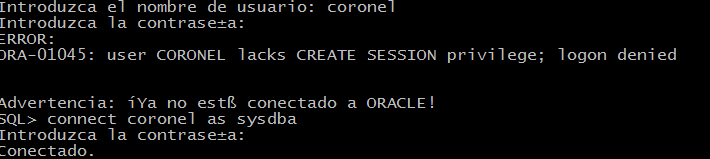 Introduzca el nombre de usuario: coronel
Introduzca la contrase±a:
ERROR:
ORA-01045: user CORONEL lacks CREATE SESSION privilege; logon denied
Advertencia: íYa no estß conectado a ORACLE!
SQL> connect coronel as sysdba
Introduzca la contrase±a:
Conectado.